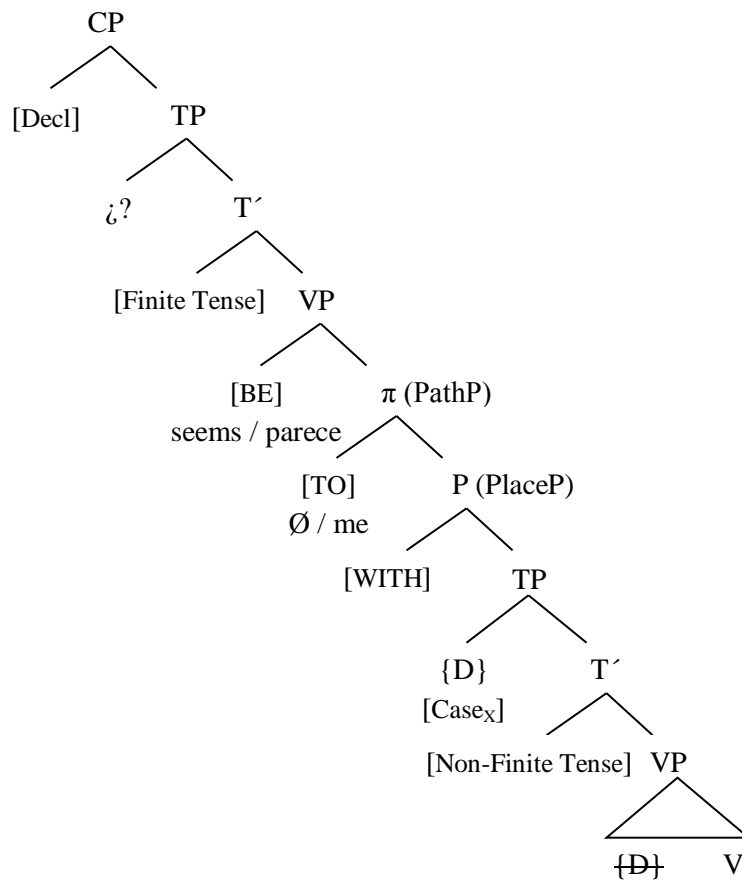 CP
[Decl] TP
¿? T´
[Finite Tense] VP
[BE] π (PathP)
seems / parece
[TO] P (PlaceP)
Ø / me
[WITH] TP
{D} T´
[Case_X]
[Non-Finite Tense] VP
{D} V